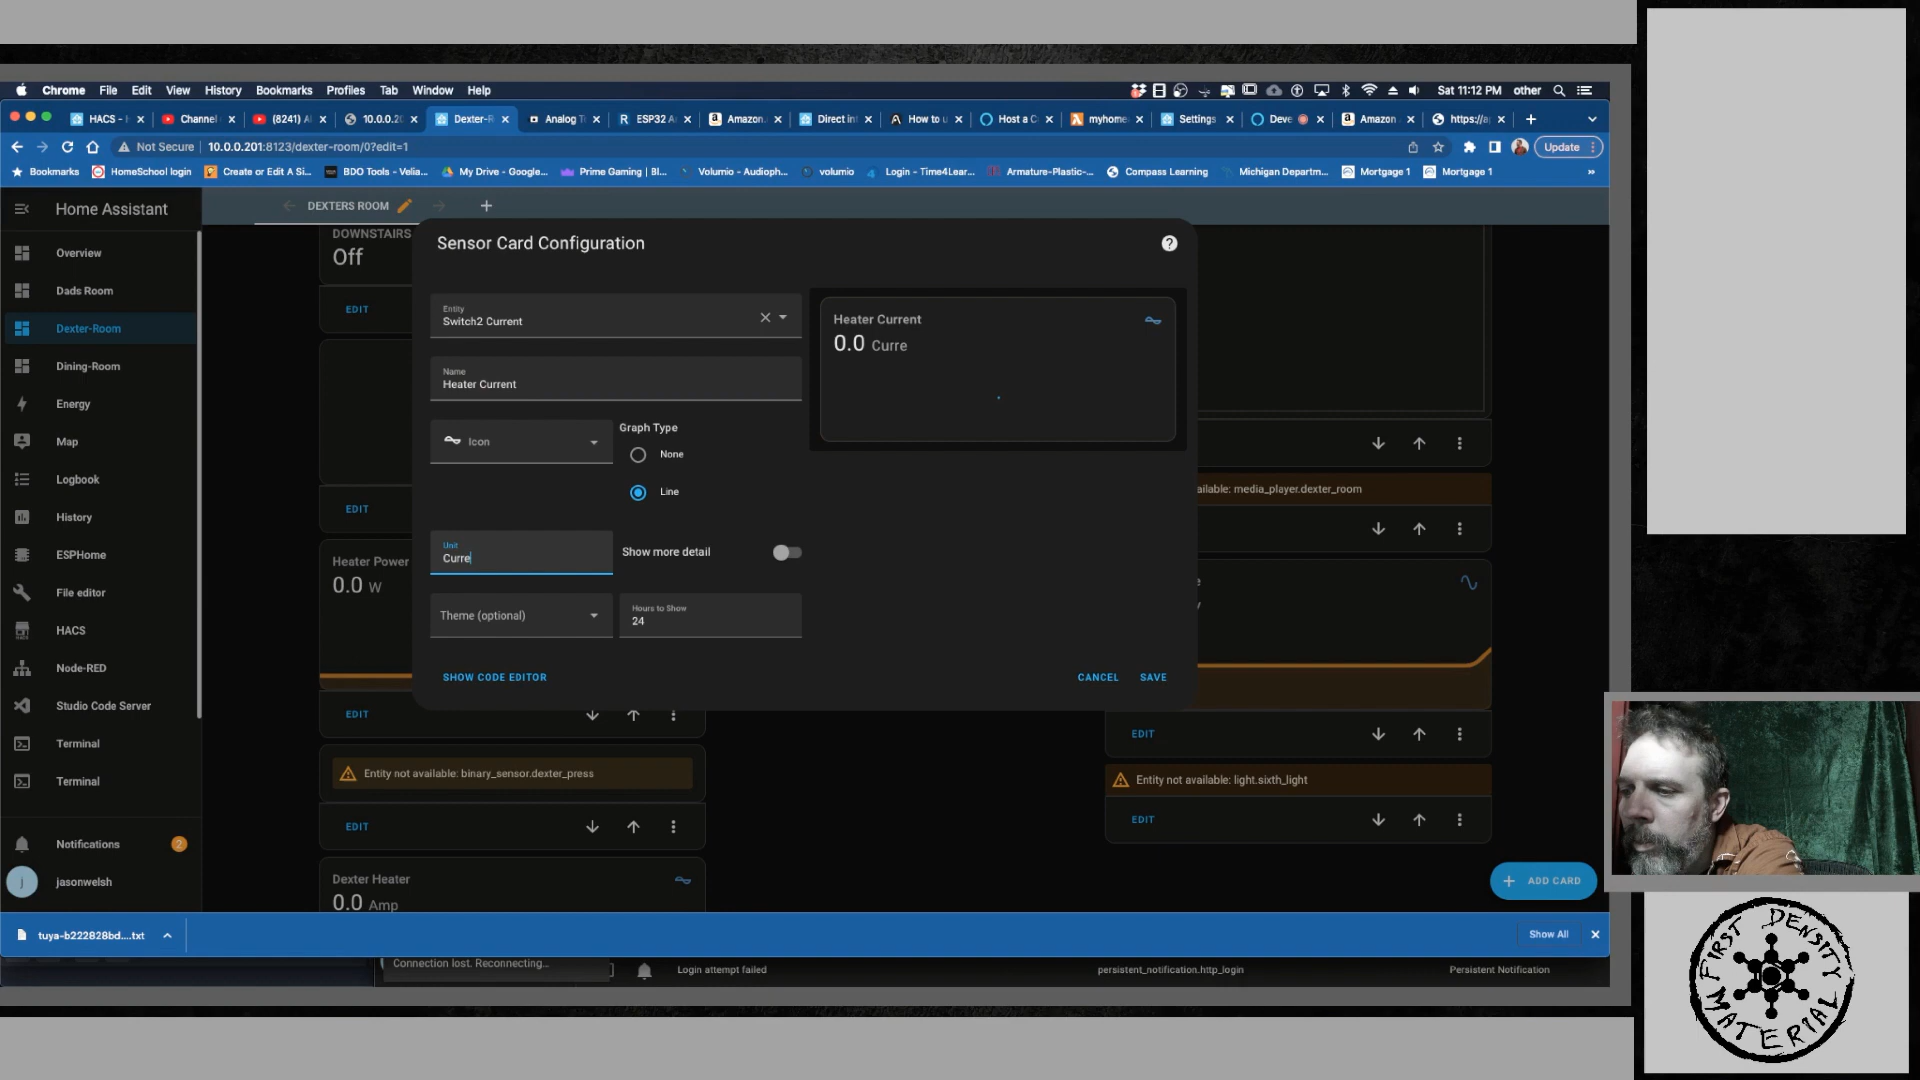 Chrome File Edit View History Bookmarks Profiles Tab Window Help
Sat 11:12 PM other
HACS - Channel (8241) Al 10.0.0.20 Dexter-R Analog Ti ESP32 Ar Amazon. Direct in How to u Host a C myhome Settings Deve Amazon https://a
Not Secure 10.0.0.201:8123/dexter-room/0?edit=1
Update
Bookmarks HomeSchool login Create or Edit A Si... BDO Tools - Velia... My Drive - Google... Prime Gaming | Bl... Volumio - Audioph... volumio Login - Time4Lear... Armature-Plastic-... Compass Learning Michigan Departm... Mortgage 1 Mortgage 1 »
Home Assistant
Overview
Dads Room
Dexter-Room
Dining-Room
Energy
Map
Logbook
History
ESPHome
File editor
HACS
Node-RED
Studio Code Server
Terminal
Terminal
Notifications 2
j jasonwelsh
DEXTERS ROOM
DOWNSTAIRS
Off
EDIT
EDIT
Heater Power
0.0 W
EDIT
Entity not available: binary_sensor.dexter_press
EDIT
Dexter Heater
0.0 Amp
Sensor Card Configuration
Entity
Switch2 Current
Name
Heater Current
Icon
Graph Type
None
Line
Unit
Curre
Show more detail
Theme (optional)
Hours to Show
24
SHOW CODE EDITOR
CANCEL SAVE
Heater Current
0.0 Curre
ailable: media_player.dexter_room
EDIT
Entity not available: light.sixth_light
EDIT
ADD CARD
tuya-b222828bd....txt
Show All
Connection lost. Reconnecting...
Login attempt failed
persistent_notification.http_login
Persistent Notification
FIRST DENSITY
MATERIAL